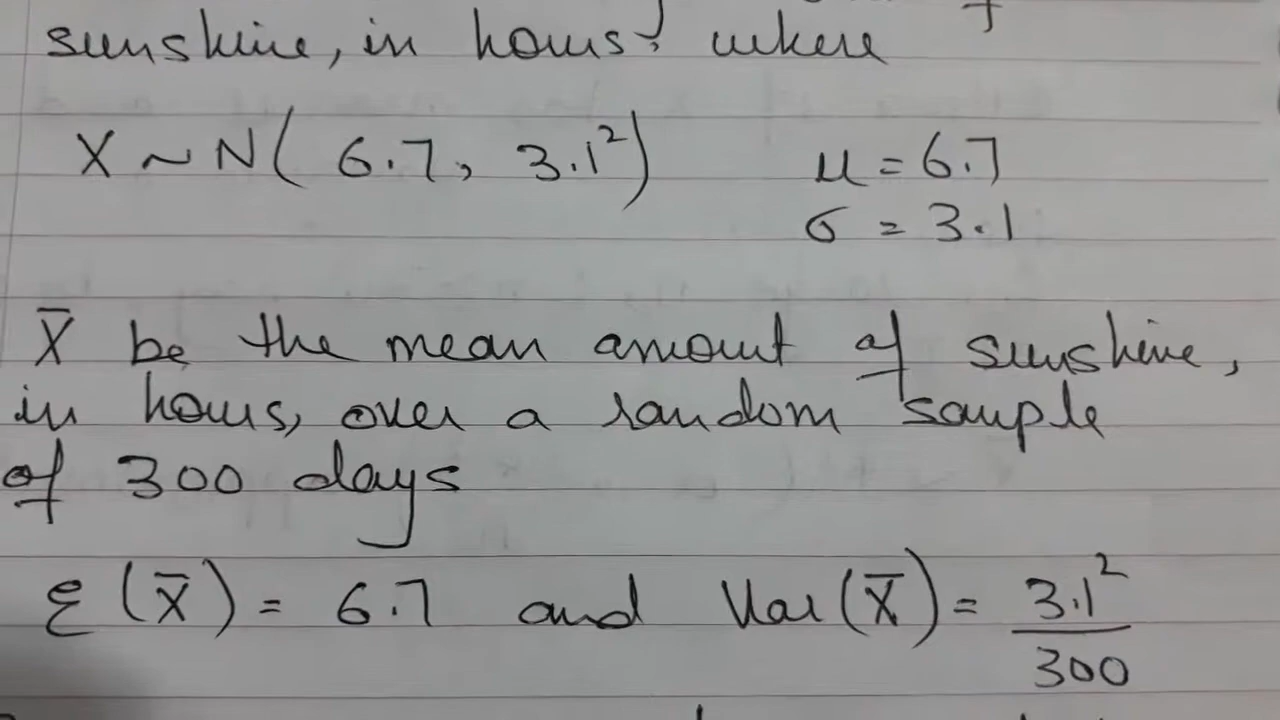 sunshine, in hours? where
X ~ N( 6.7, 3.1²) μ = 6.7
σ = 3.1
X̄ be the mean amount of sunshine,
in hours, over a random sample
of 300 days
E (X̄) = 6.7 and Var (X̄) = 3.1²/300